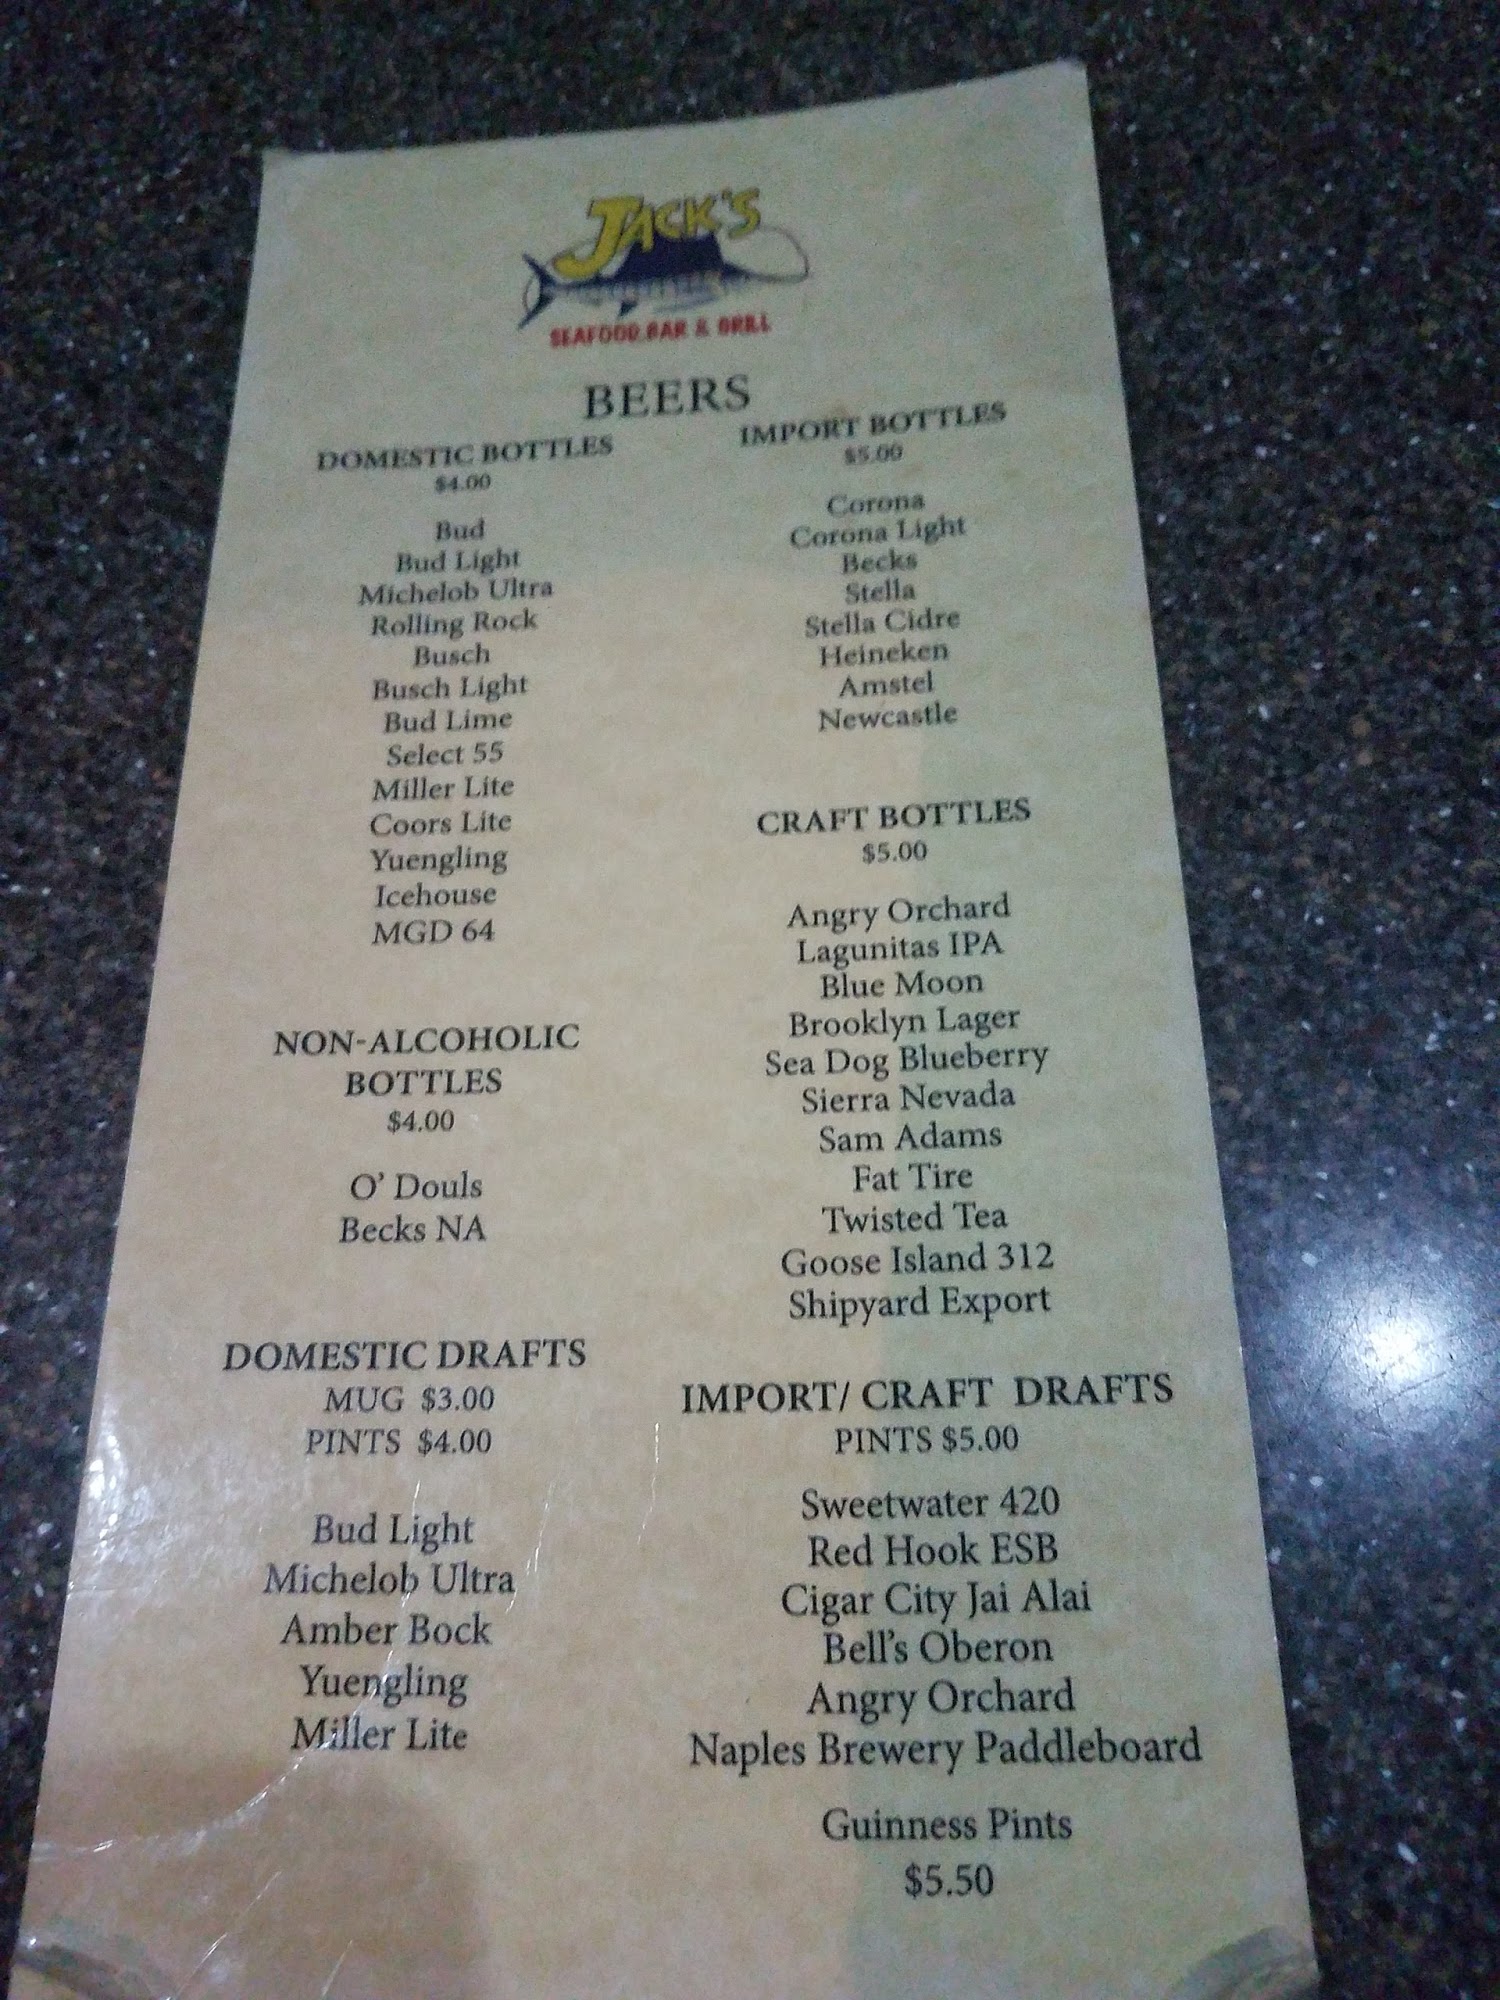 JACK'S
SEAFOOD, BAR & GRILL
BEERS
DOMESTIC BOTTLES
$4.00
Bud
Bud Light
Michelob Ultra
Rolling Rock
Busch
Busch Light
Bud Lime
Select 55
Miller Lite
Coors Lite
Yuengling
Icehouse
MGD 64
NON-ALCOHOLIC
BOTTLES
$4.00
O' Douls
Becks NA
DOMESTIC DRAFTS
MUG $3.00
PINTS $4.00
Bud Light
Michelob Ultra
Amber Bock
Yuengling
Miller Lite
IMPORT BOTTLES
$5.00
Corona
Corona Light
Becks
Stella
Stella Cidre
Heineken
Amstel
Newcastle
CRAFT BOTTLES
$5.00
Angry Orchard
Lagunitas IPA
Blue Moon
Brooklyn Lager
Sea Dog Blueberry
Sierra Nevada
Sam Adams
Fat Tire
Twisted Tea
Goose Island 312
Shipyard Export
IMPORT/ CRAFT DRAFTS
PINTS $5.00
Sweetwater 420
Red Hook ESB
Cigar City Jai Alai
Bell's Oberon
Angry Orchard
Naples Brewery Paddleboard
Guinness Pints
$5.50